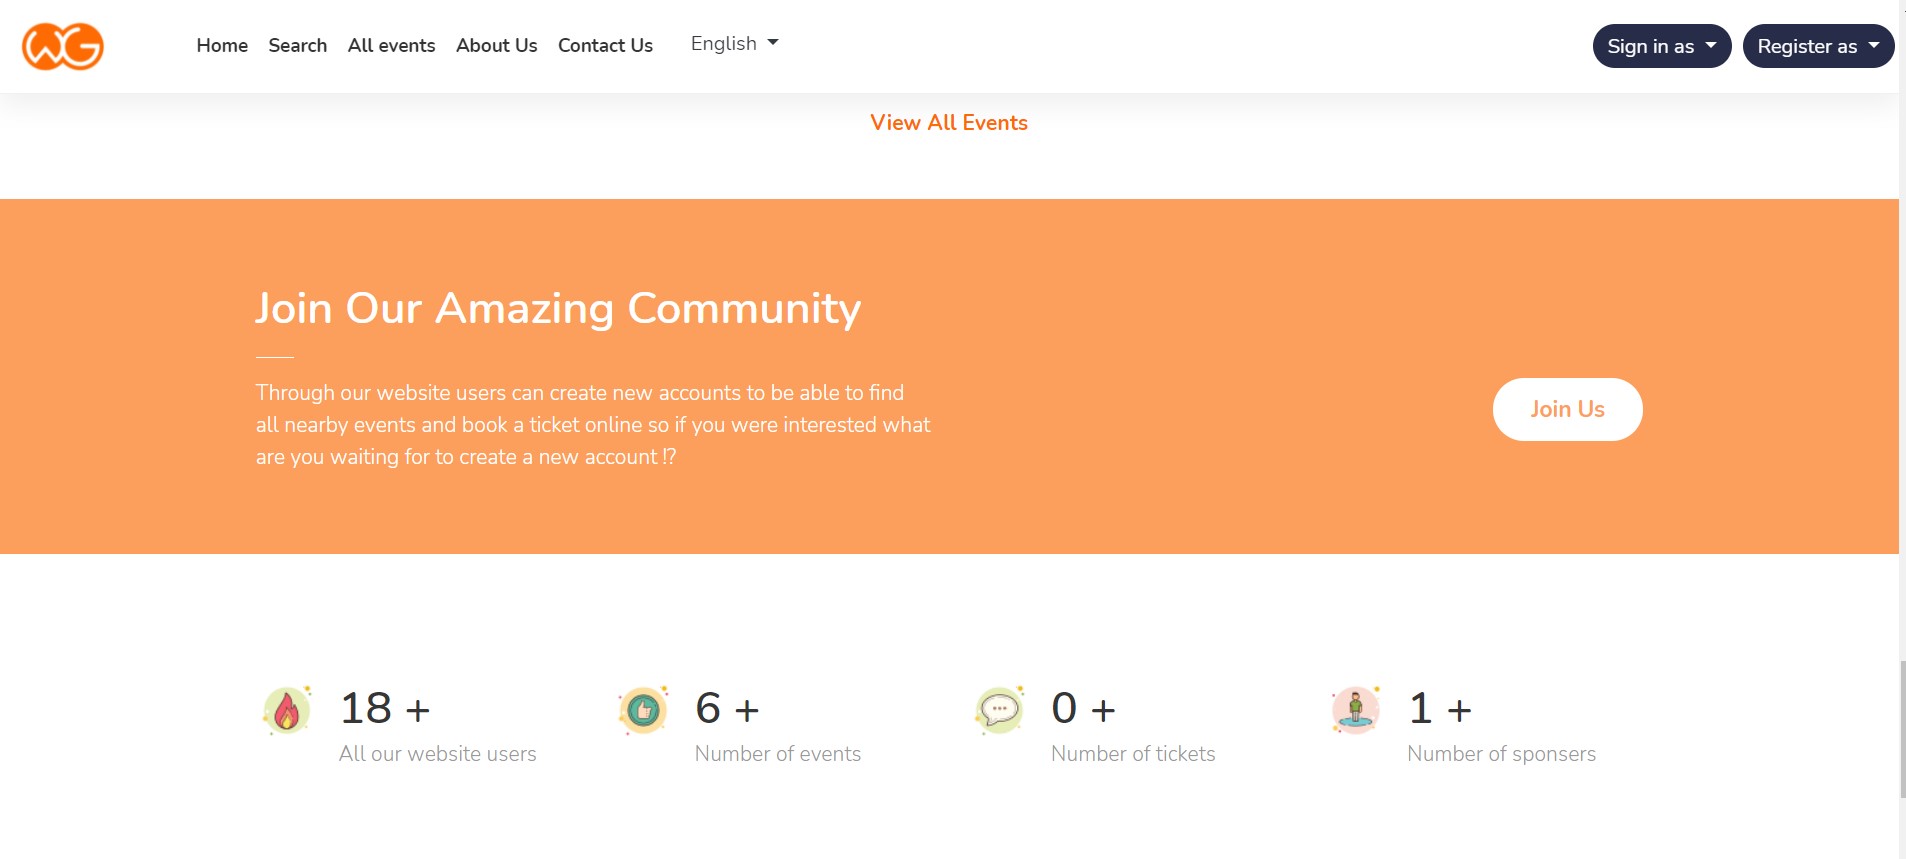 WG
Home Search All events About Us Contact Us English Sign in as Register as
View All Events
Join Our Amazing Community
Through our website users can create new accounts to be able to find
all nearby events and book a ticket online so if you were interested what
are you waiting for to create a new account !?
Join Us
18 +
All our website users
6 +
Number of events
0 +
Number of tickets
1 +
Number of sponsers